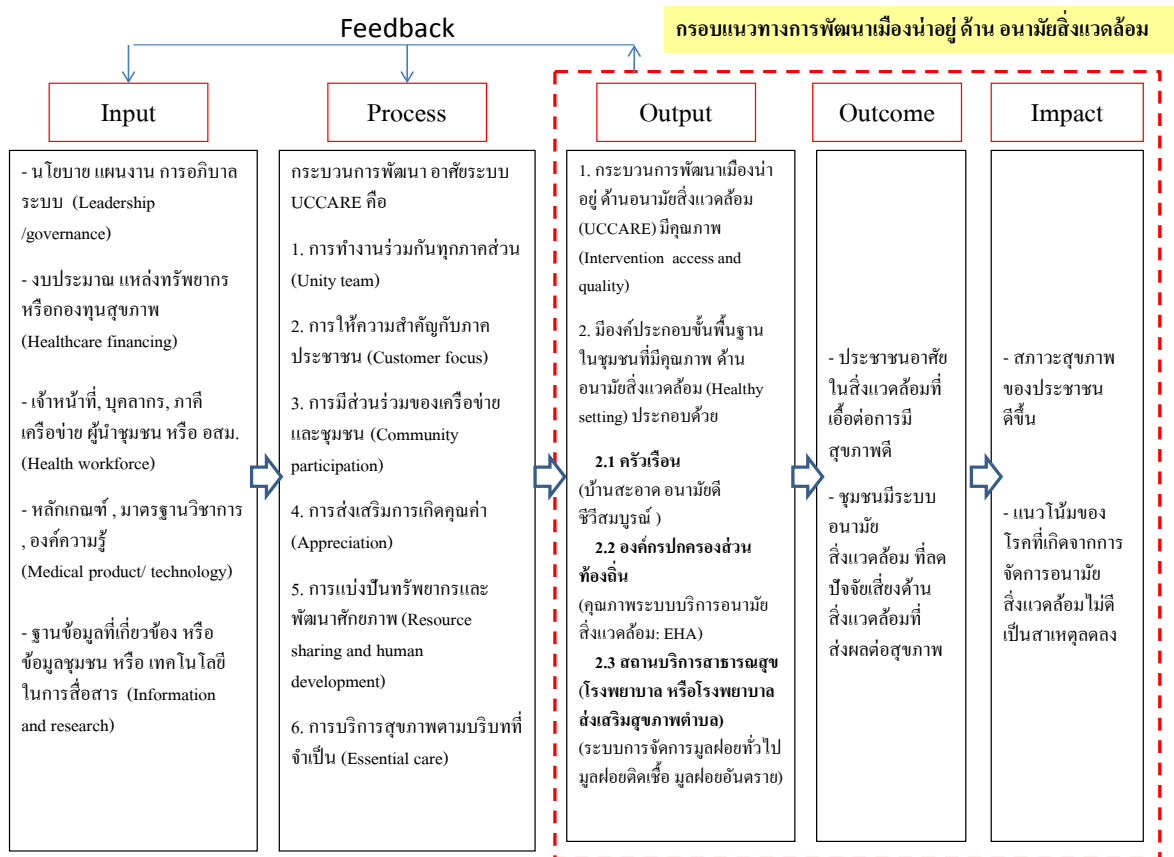 Feedback
กรอบแนวทางการพัฒนาเมืองน่าอยู่ ด้าน อนามัยสิ่งแวดล้อม
Input
- นโยบาย แผนงาน การอภิบาล
ระบบ (Leadership
/governance)
- งบประมาณ แหล่งทรัพยากร
หรือกองทุนสุขภาพ
(Healthcare financing)
- เจ้าหน้าที่, บุคลากร, ภาคี
เครือข่าย ผู้นำชุมชน หรือ อสม.
(Health workforce)
- หลักเกณฑ์ , มาตรฐานวิชาการ
, องค์ความรู้
(Medical product/ technology)
- ฐานข้อมูลที่เกี่ยวข้อง หรือ
ข้อมูลชุมชน หรือ เทคโนโลยี
ในการสื่อสาร (Information
and research)
Process
กระบวนการพัฒนา อาศัยระบบ
UCCARE คือ
1. การทำงานร่วมกันทุกภาคส่วน
(Unity team)
2. การให้ความสำคัญกับภาค
ประชาชน (Customer focus)
3. การมีส่วนร่วมของเครือข่าย
และชุมชน (Community
participation)
4. การส่งเสริมการเกิดคุณค่า
(Appreciation)
5. การแบ่งปันทรัพยากรและ
พัฒนาศักยภาพ (Resource
sharing and human
development)
6. การบริการสุขภาพตามบริบทที่
จำเป็น (Essential care)
Output
1. กระบวนการพัฒนาเมืองน่า
อยู่ ด้านอนามัยสิ่งแวดล้อม
(UCCARE) มีคุณภาพ
(Intervention access and
quality)
2. มีองค์ประกอบขั้นพื้นฐาน
ในชุมชนที่มีคุณภาพ ด้าน
อนามัยสิ่งแวดล้อม (Healthy
setting) ประกอบด้วย
2.1 ครัวเรือน
(บ้านสะอาด อนามัยดี
ชีวีสมบูรณ์ )
2.2 องค์กรปกครองส่วน
ท้องถิ่น
(คุณภาพระบบบริการอนามัย
สิ่งแวดล้อม: EHA)
2.3 สถานบริการสาธารณสุข
(โรงพยาบาล หรือโรงพยาบาล
ส่งเสริมสุขภาพตำบล)
(ระบบการจัดการมูลฝอยทั่วไป
มูลฝอยติดเชื้อ มูลฝอยอันตราย)
Outcome
- ประชาชนอาศัย
ในสิ่งแวดล้อมที่
เอื้อต่อการมี
สุขภาพดี
- ชุมชนมีระบบ
อนามัย
สิ่งแวดล้อม ที่ลด
ปัจจัยเสี่ยงด้าน
สิ่งแวดล้อมที่
ส่งผลต่อสุขภาพ
Impact
- สภาวะสุขภาพ
ของประชาชน
ดีขึ้น
- แนวโน้มของ
โรคที่เกิดจากการ
จัดการอนามัย
สิ่งแวดล้อมไม่ดี
เป็นสาเหตุลดลง